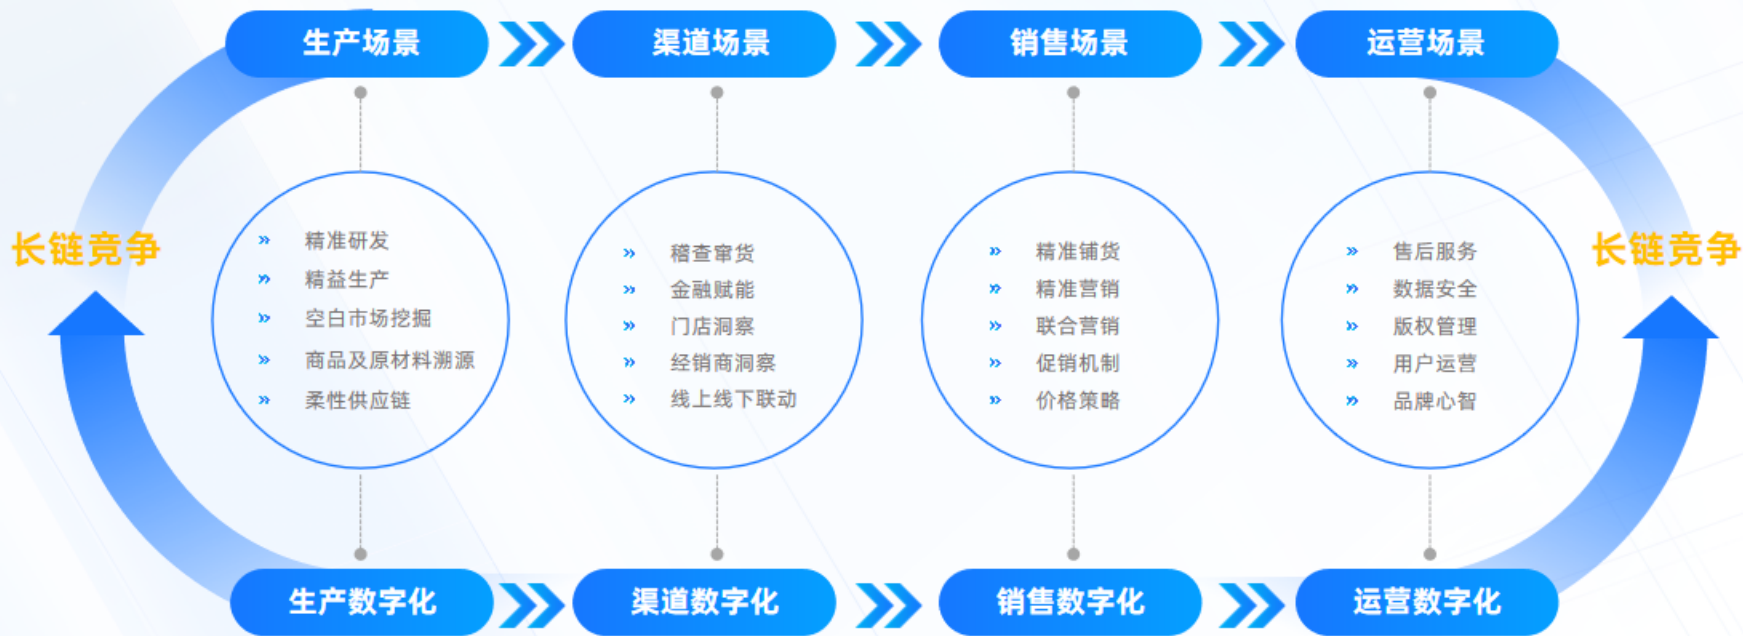 生产场景
渠道场景
销售场景
运营场景
长链竞争
精准研发
精益生产
空白市场挖掘
商品及原材料溯源
柔性供应链
稽查窜货
金融赋能
门店洞察
经销商洞察
线上线下联动
精准铺货
精准营销
联合营销
促销机制
价格策略
售后服务
数据安全
版权管理
用户运营
品牌心智
长链竞争
生产数字化
渠道数字化
销售数字化
运营数字化